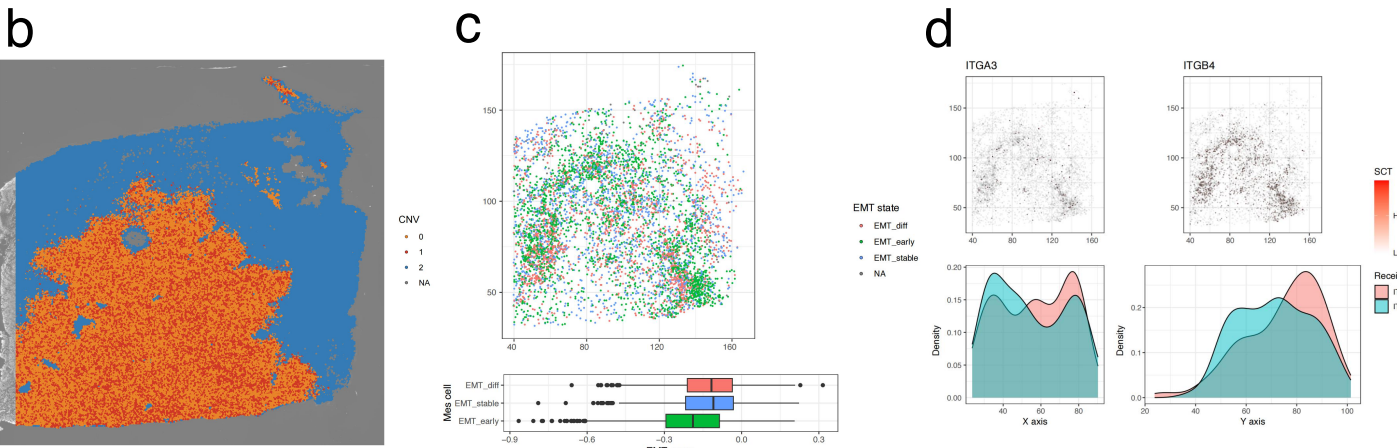 b
c
d
CNV
0
1
2
NA
150
100
50
40
80
120
160
EMT state
EMT_diff
EMT_early
EMT_stable
NA
Mes cell
EMT_diff
EMT_stable
EMT_early
−0.9
−0.6
−0.3
0.0
0.3
ITGA3
150
100
50
40
80
120
160
ITGB4
150
100
50
40
80
120
160
SCT
H
L
Density
0.20
0.15
0.10
0.05
0.00
40
60
80
X axis
Density
0.2
0.1
0.0
20
40
60
80
100
Y axis